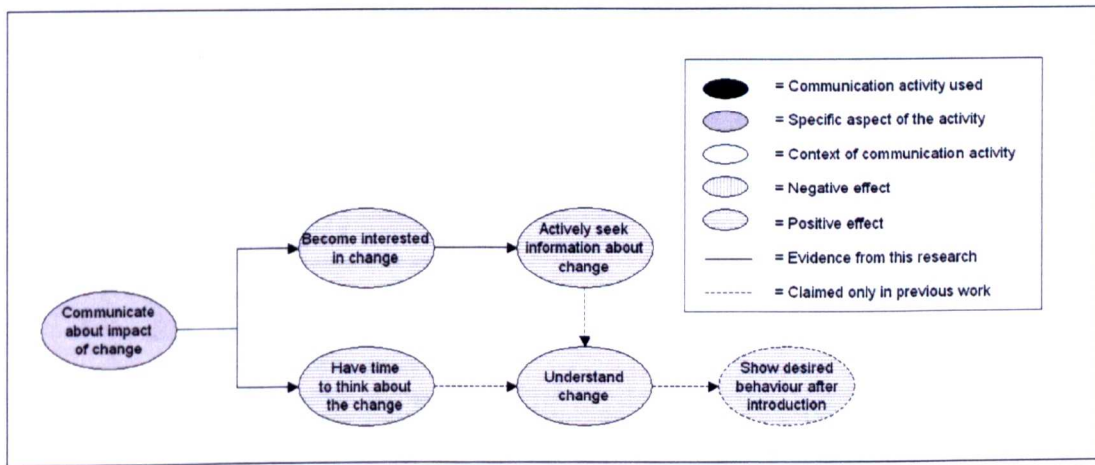 = Communication activity used
= Specific aspect of the activity
= Context of communication activity
= Negative effect
= Positive effect
= Evidence from this research
= Claimed only in previous work
Become interested
in change
Actively seek
information about
change
Communicate
about impact
of change
Have time
to think about
the change
Understand
change
Show desired
behaviour after
introduction